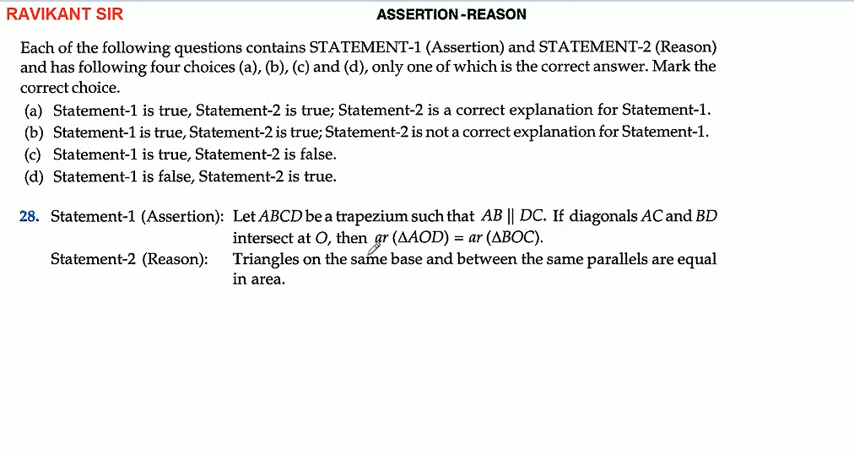 RAVIKANT SIR
ASSERTION-REASON
Each of the following questions contains STATEMENT-1 (Assertion) and STATEMENT-2 (Reason)
and has following four choices (a), (b), (c) and (d), only one of which is the correct answer. Mark the
correct choice.
(a) Statement-1 is true, Statement-2 is true; Statement-2 is a correct explanation for Statement-1.
(b) Statement-1 is true, Statement-2 is true; Statement-2 is not a correct explanation for Statement-1.
(c) Statement-1 is true, Statement-2 is false.
(d) Statement-1 is false, Statement-2 is true.
28. Statement-1 (Assertion): Let ABCD be a trapezium such that AB || DC. If diagonals AC and BD
intersect at O, then ar (ΔAOD) = ar (ΔBOC).
Statement-2 (Reason): Triangles on the same base and between the same parallels are equal
in area.